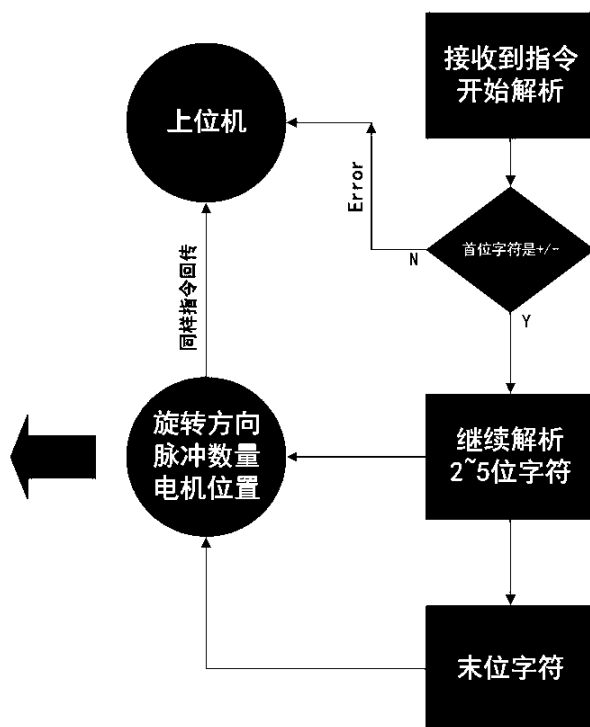 接收到指令
开始解析
上位机
Error
首位字符是+/-
N
Y
同样指令回传
旋转方向
脉冲数量
电机位置
继续解析
2~5位字符
末位字符